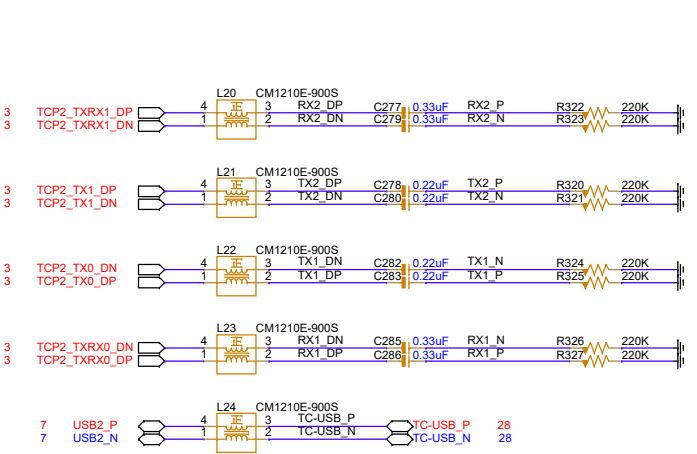 L20 CM1210E-900S
3 TCP2_TXRX1_DP 4 3 RX2_DP C277 0.33uF RX2_P R322 220K
3 TCP2_TXRX1_DN 1 2 RX2_DN C279 0.33uF RX2_N R323 220K
L21 CM1210E-900S
3 TCP2_TX1_DP 4 3 TX2_DP C278 0.22uF TX2_P R320 220K
3 TCP2_TX1_DN 1 2 TX2_DN C280 0.22uF TX2_N R321 220K
L22 CM1210E-900S
3 TCP2_TX0_DN 4 3 TX1_DN C282 0.22uF TX1_N R324 220K
3 TCP2_TX0_DP 1 2 TX1_DP C283 0.22uF TX1_P R325 220K
L23 CM1210E-900S
3 TCP2_TXRX0_DN 4 3 RX1_DN C285 0.33uF RX1_N R326 220K
3 TCP2_TXRX0_DP 1 2 RX1_DP C286 0.33uF RX1_P R327 220K
L24 CM1210E-900S
7 USB2_P 4 3 TC-USB_P TC-USB_P 28
7 USB2_N 1 2 TC-USB_N TC-USB_N 28